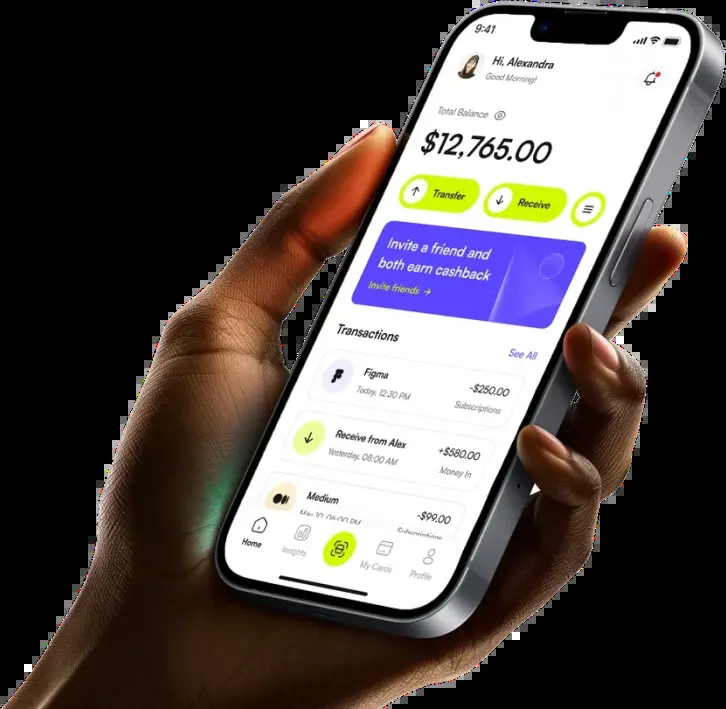 9:41
Hi, Alexandra
Good Morning!
Total Balance
$12,765.00
Transfer
Receive
Invite a friend and
both earn cashback
Invite friends →
Transactions
See All
Figma
-$250.00
Today, 12:30 PM
Subscriptions
Receive from Alex
+$580.00
Yesterday, 08:00 AM
Money In
Medium
-$99.00
May 10, 06:00 PM
Subscriptions
Home
Insights
My Cards
Profile